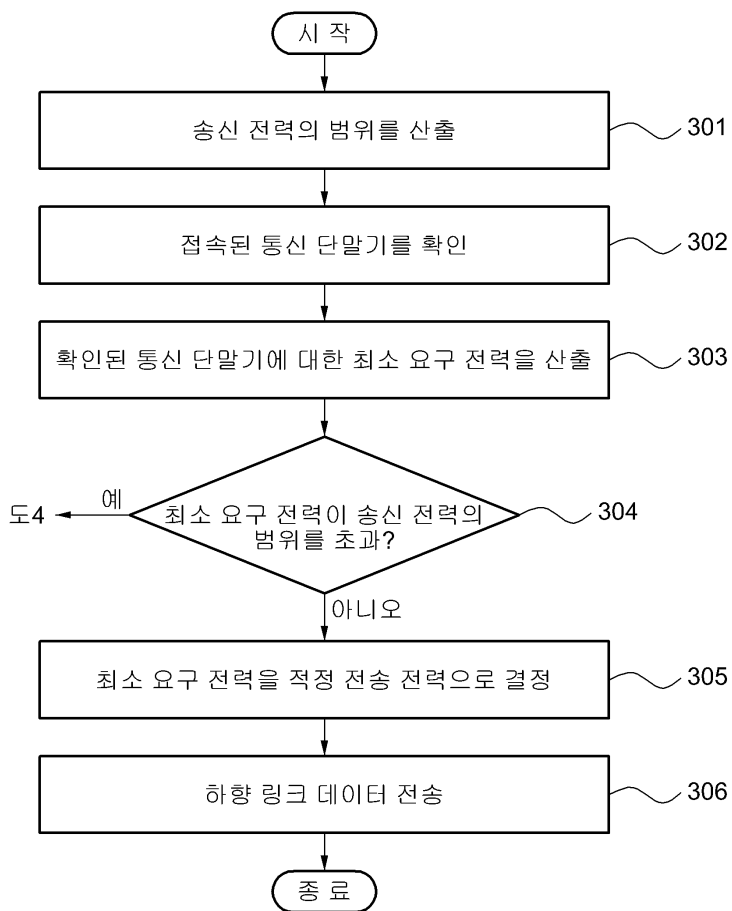 시 작
송신 전력의 범위를 산출
301
접속된 통신 단말기를 확인
302
확인된 통신 단말기에 대한 최소 요구 전력을 산출
303
예
도4
최소 요구 전력이 송신 전력의
범위를 초과?
304
아니오
최소 요구 전력을 적정 전송 전력으로 결정
305
하향 링크 데이터 전송
306
종 료